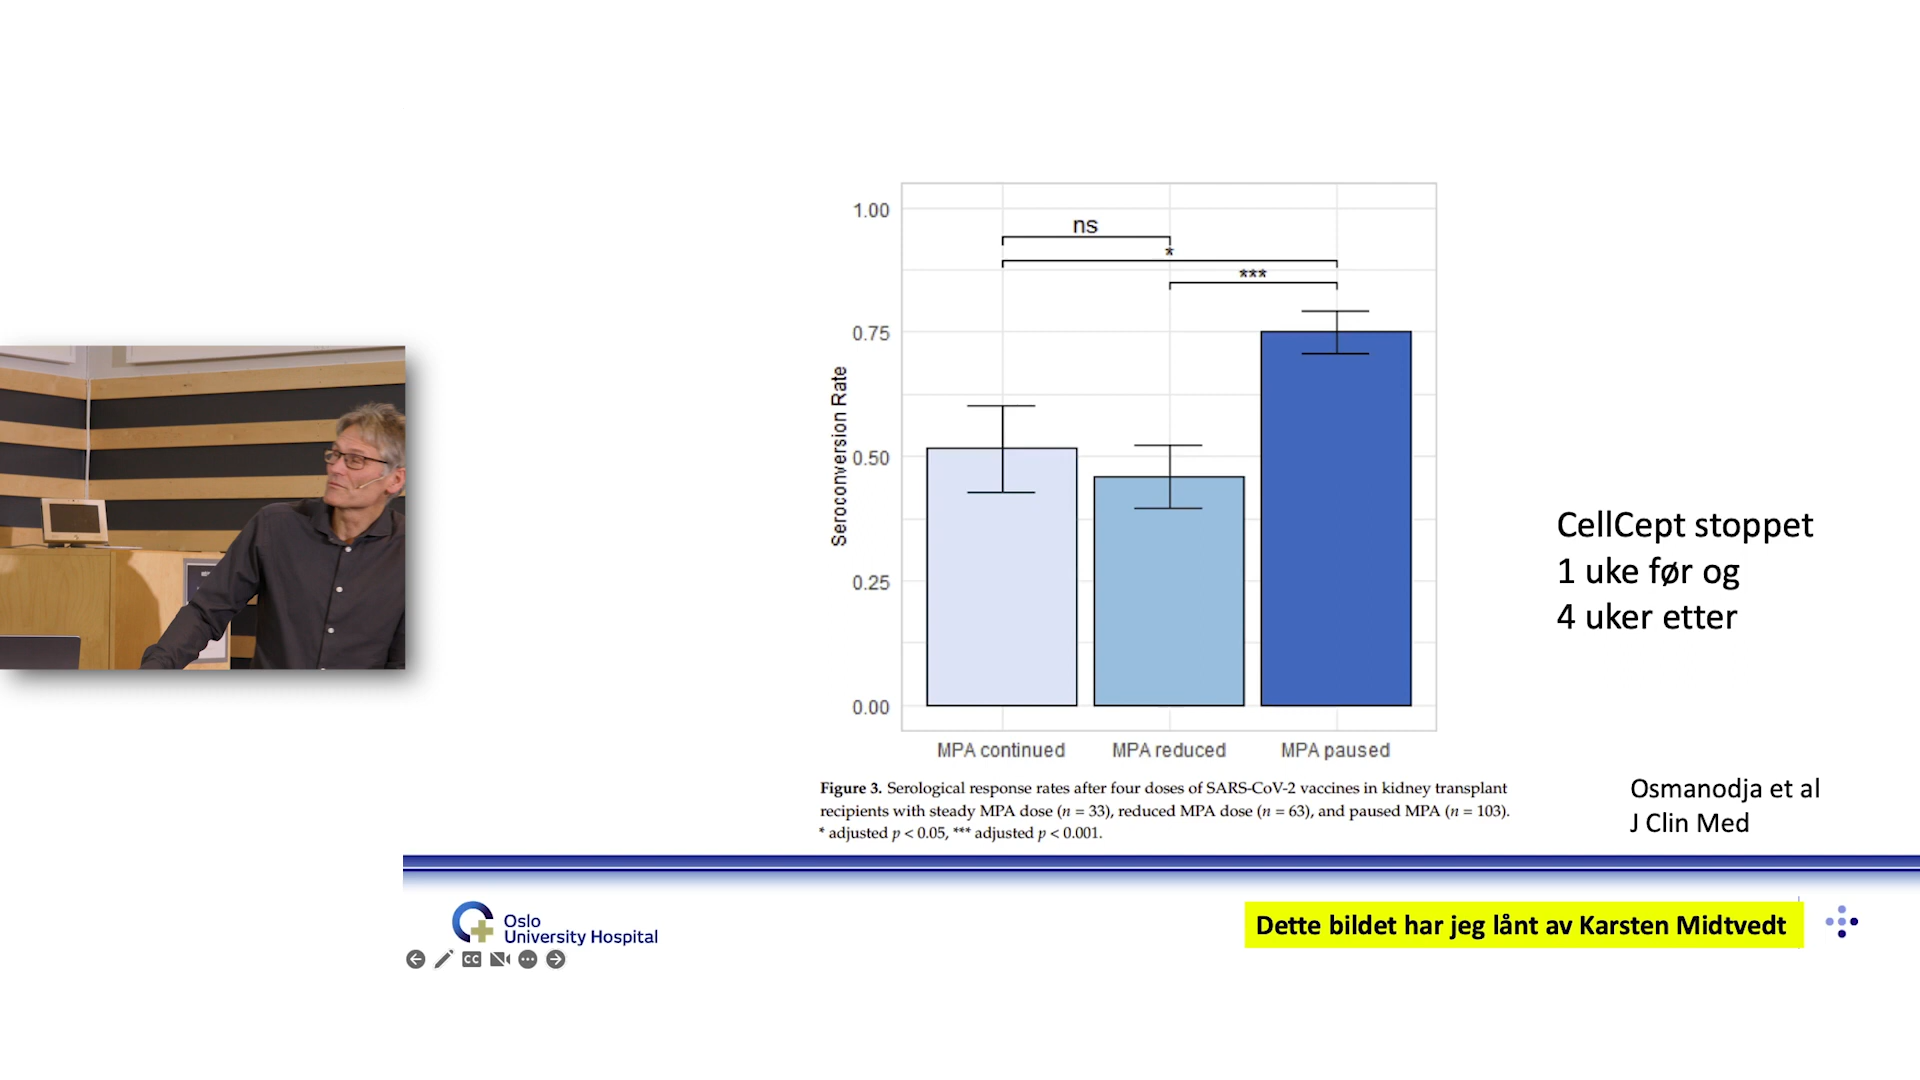 1.00
0.75
0.50
0.25
0.00
Seroconversion Rate
ns
*
***
MPA continued
MPA reduced
MPA paused
Figure 3. Serological response rates after four doses of SARS-CoV-2 vaccines in kidney transplant
recipients with steady MPA dose (n = 33), reduced MPA dose (n = 63), and paused MPA (n = 103).
* adjusted p < 0.05, *** adjusted p < 0.001.
CellCept stoppet
1 uke før og
4 uker etter
Osmanodja et al
J Clin Med
Oslo
University Hospital
CC
Dette bildet har jeg lånt av Karsten Midtvedt